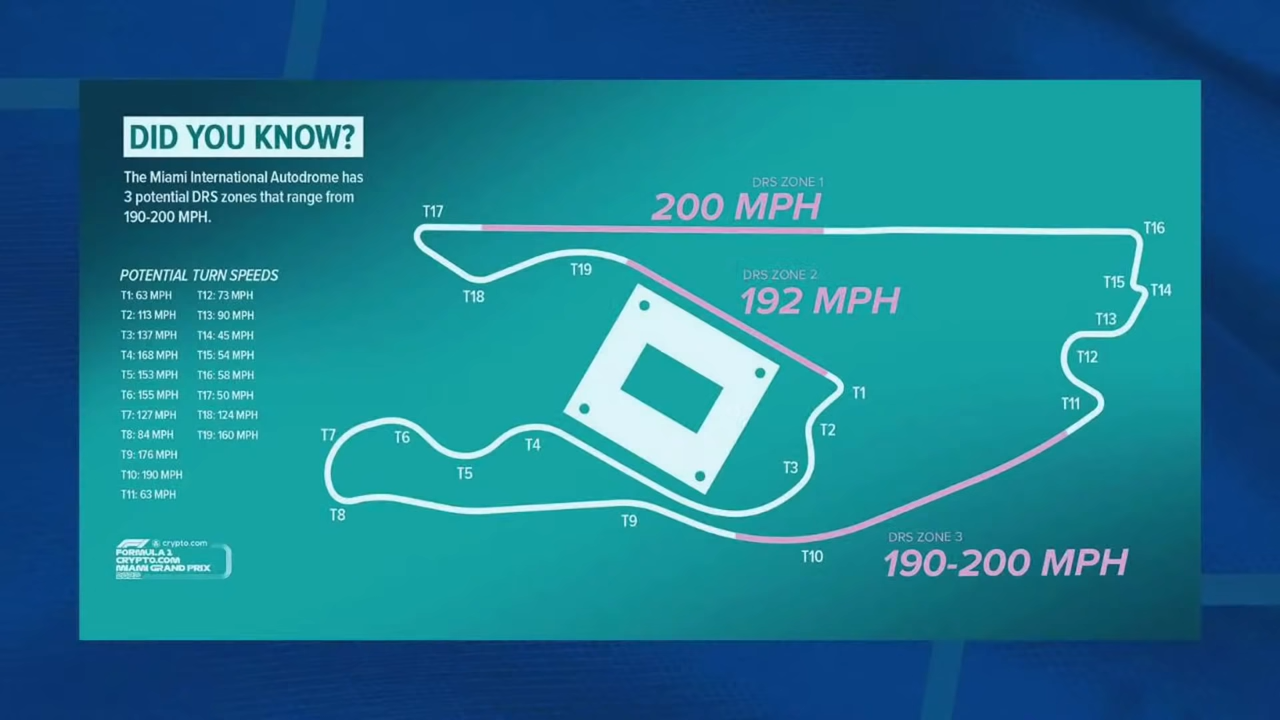 DID YOU KNOW?
The Miami International Autodrome has
3 potential DRS zones that range from
190-200 MPH.
POTENTIAL TURN SPEEDS
T1: 63 MPH
T2: 113 MPH
T3: 137 MPH
T4: 168 MPH
T5: 153 MPH
T6: 155 MPH
T7: 127 MPH
T8: 84 MPH
T9: 176 MPH
T10: 190 MPH
T11: 63 MPH
T12: 73 MPH
T13: 90 MPH
T14: 45 MPH
T15: 54 MPH
T16: 58 MPH
T17: 50 MPH
T18: 124 MPH
T19: 160 MPH
crypto.com
FORMULA 1
CRYPTO.COM
MIAMI GRAND PRIX
DRS ZONE 1
200 MPH
T17
T16
T19
T18
DRS ZONE 2
192 MPH
T15
T14
T13
T12
T11
T1
T2
T3
T4
T7
T6
T5
T8
T9
T10
DRS ZONE 3
190-200 MPH